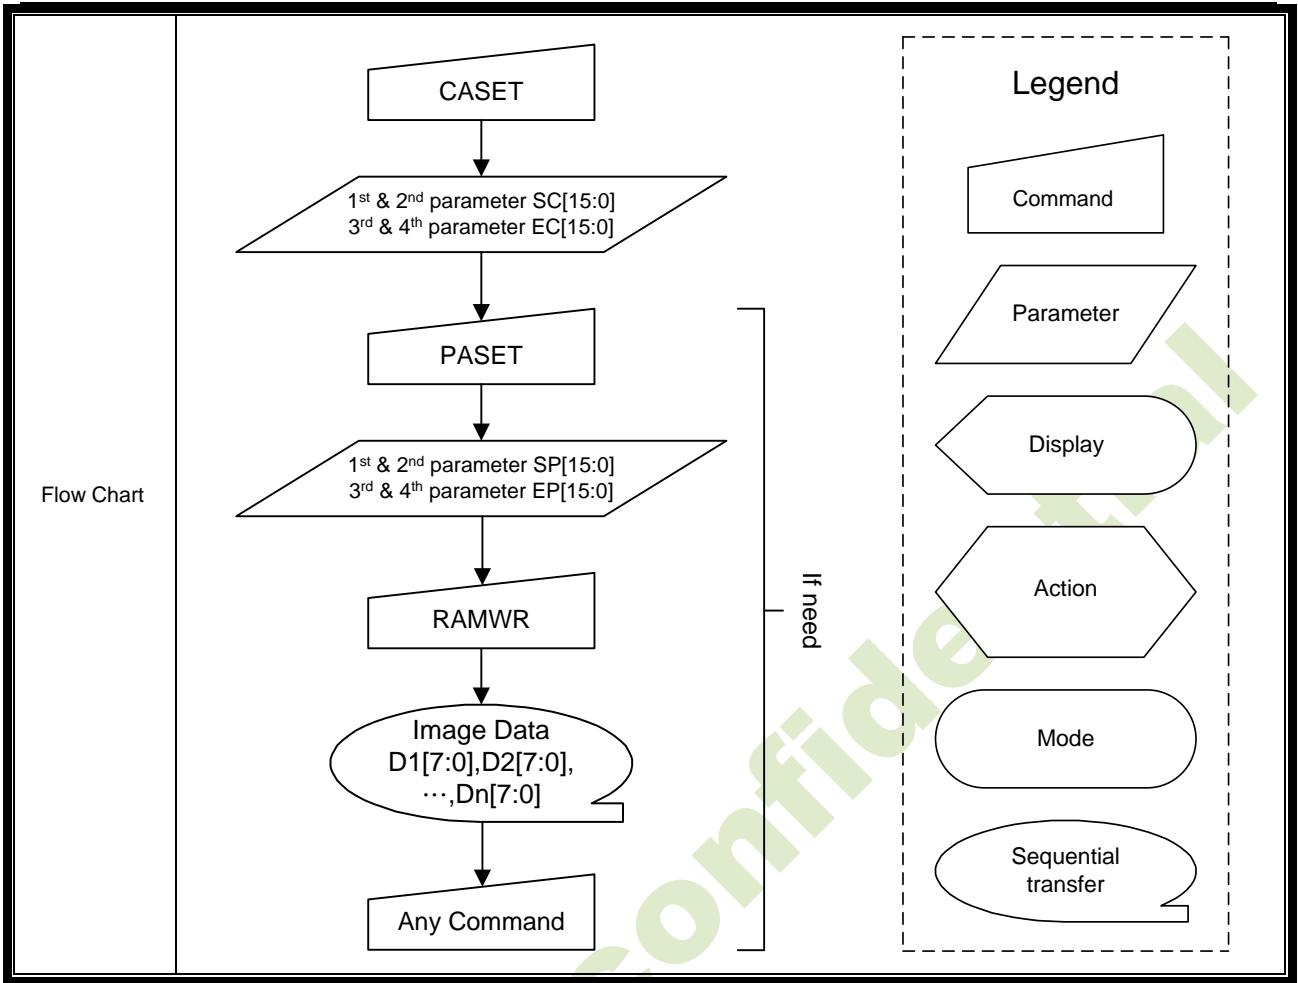 Flow Chart
CASET
1st & 2nd parameter SC[15:0]
3rd & 4th parameter EC[15:0]
PASET
1st & 2nd parameter SP[15:0]
3rd & 4th parameter EP[15:0]
RAMWR
Image Data
D1[7:0],D2[7:0],
⋯,Dn[7:0]
Any Command
If need
Legend
Command
Parameter
Display
Action
Mode
Sequential
transfer